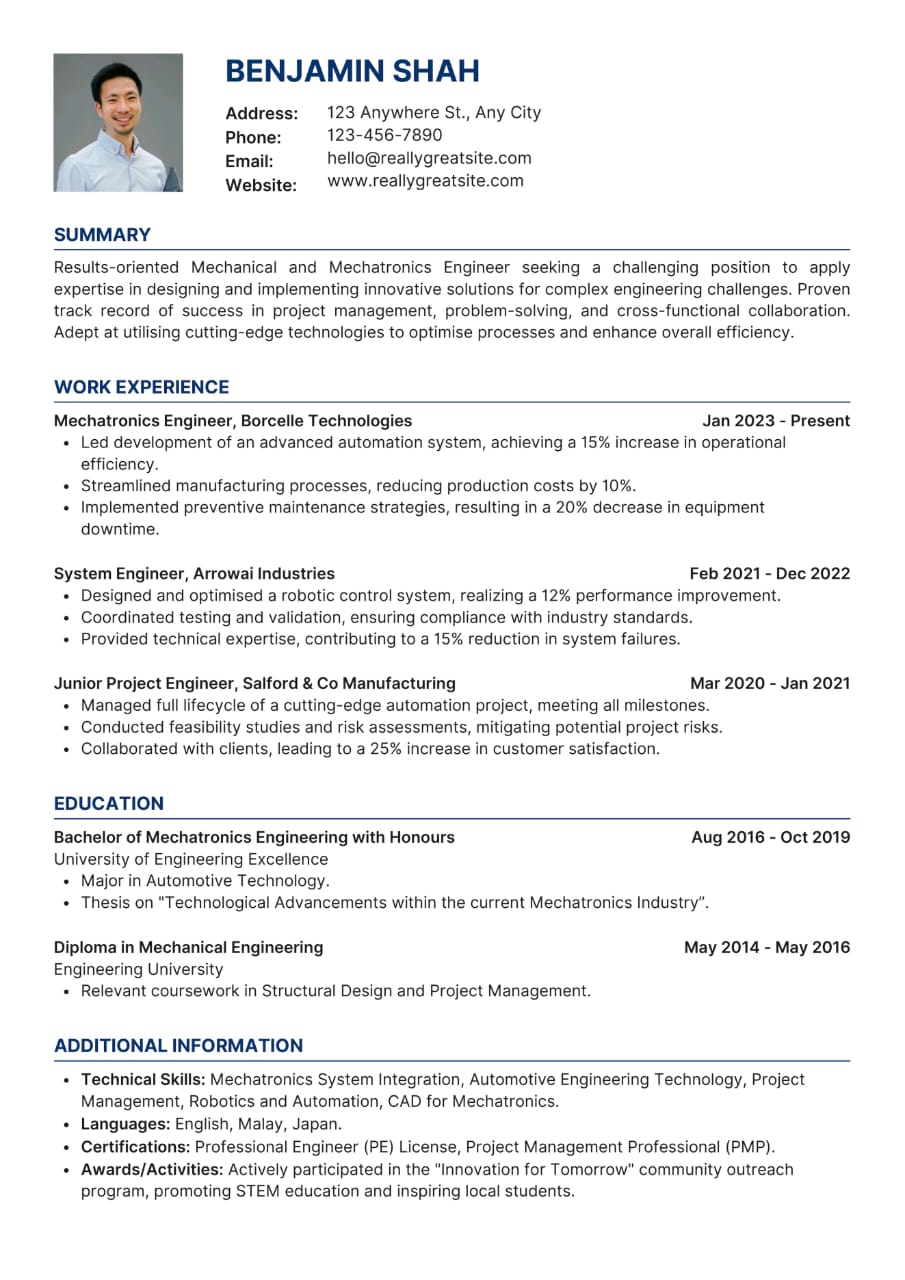 BENJAMIN SHAH
Address: 123 Anywhere St., Any City
Phone: 123-456-7890
Email: hello@reallygreatsite.com
Website: www.reallygreatsite.com
SUMMARY
Results-oriented Mechanical and Mechatronics Engineer seeking a challenging position to apply
expertise in designing and implementing innovative solutions for complex engineering challenges. Proven
track record of success in project management, problem-solving, and cross-functional collaboration.
Adept at utilising cutting-edge technologies to optimise processes and enhance overall efficiency.
WORK EXPERIENCE
Mechatronics Engineer, Borcelle Technologies Jan 2023 - Present
• Led development of an advanced automation system, achieving a 15% increase in operational
efficiency.
• Streamlined manufacturing processes, reducing production costs by 10%.
• Implemented preventive maintenance strategies, resulting in a 20% decrease in equipment
downtime.
System Engineer, Arrowai Industries Feb 2021 - Dec 2022
• Designed and optimised a robotic control system, realizing a 12% performance improvement.
• Coordinated testing and validation, ensuring compliance with industry standards.
• Provided technical expertise, contributing to a 15% reduction in system failures.
Junior Project Engineer, Salford & Co Manufacturing Mar 2020 - Jan 2021
• Managed full lifecycle of a cutting-edge automation project, meeting all milestones.
• Conducted feasibility studies and risk assessments, mitigating potential project risks.
• Collaborated with clients, leading to a 25% increase in customer satisfaction.
EDUCATION
Bachelor of Mechatronics Engineering with Honours Aug 2016 - Oct 2019
University of Engineering Excellence
• Major in Automotive Technology.
• Thesis on "Technological Advancements within the current Mechatronics Industry”.
Diploma in Mechanical Engineering May 2014 - May 2016
Engineering University
• Relevant coursework in Structural Design and Project Management.
ADDITIONAL INFORMATION
• Technical Skills: Mechatronics System Integration, Automotive Engineering Technology, Project
Management, Robotics and Automation, CAD for Mechatronics.
• Languages: English, Malay, Japan.
• Certifications: Professional Engineer (PE) License, Project Management Professional (PMP).
• Awards/Activities: Actively participated in the "Innovation for Tomorrow" community outreach
program, promoting STEM education and inspiring local students.